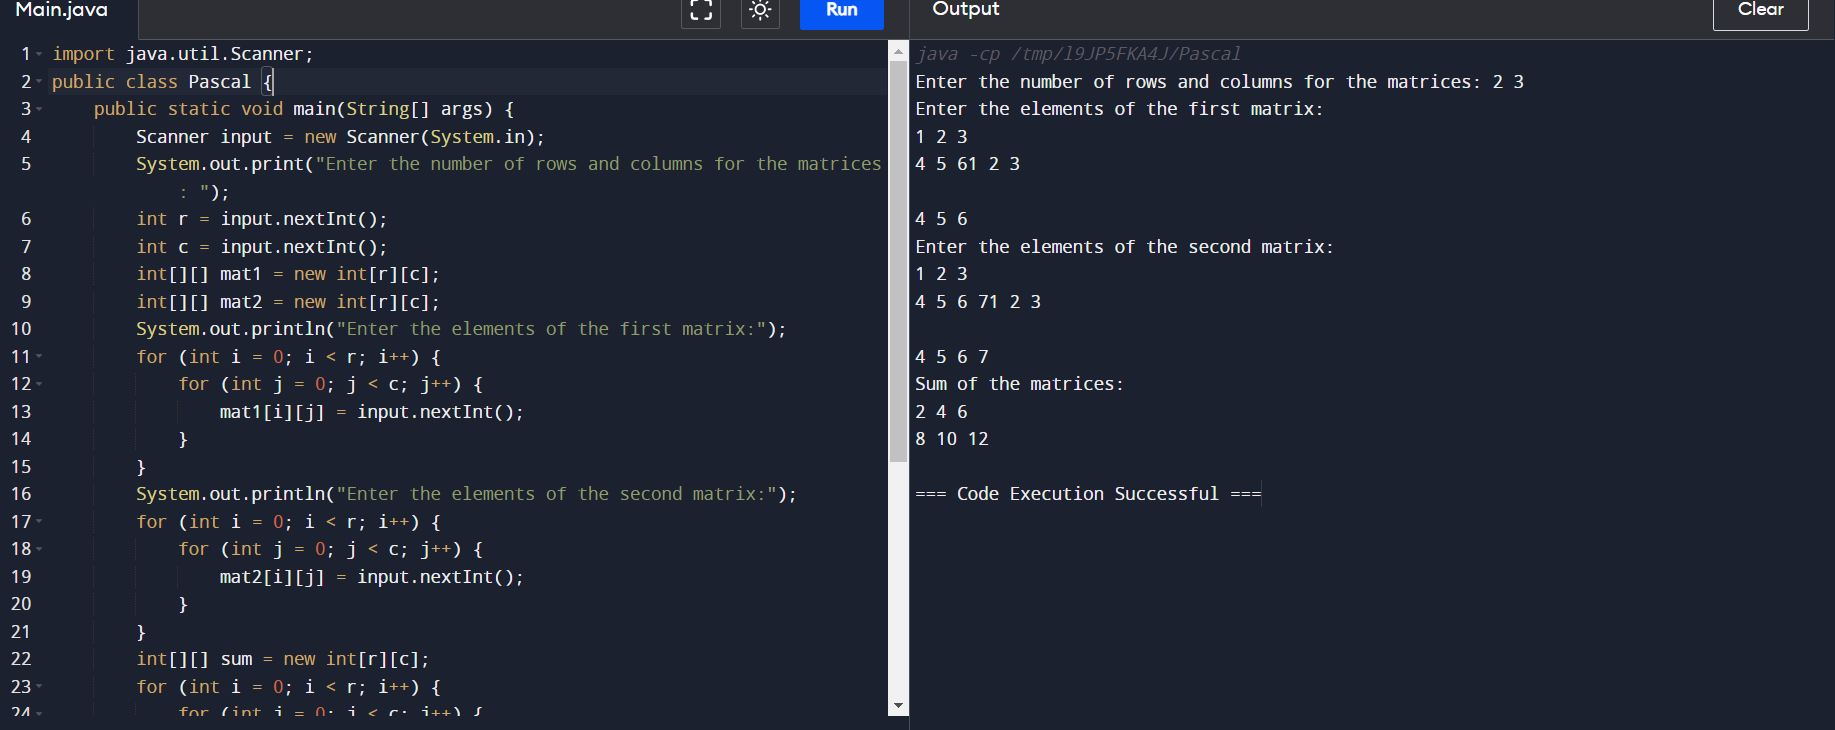 Main.java
Run
1 import java.util.Scanner;
2 public class Pascal {
3 public static void main(String[] args) {
4 Scanner input = new Scanner(System.in);
5 System.out.print("Enter the number of rows and columns for the matrices
: ");
6 int r = input.nextInt();
7 int c = input.nextInt();
8 int[][] mat1 = new int[r][c];
9 int[][] mat2 = new int[r][c];
10 System.out.println("Enter the elements of the first matrix:");
11 for (int i = 0; i < r; i++) {
12 for (int j = 0; j < c; j++) {
13 mat1[i][j] = input.nextInt();
14 }
15 }
16 System.out.println("Enter the elements of the second matrix:");
17 for (int i = 0; i < r; i++) {
18 for (int j = 0; j < c; j++) {
19 mat2[i][j] = input.nextInt();
20 }
21 }
22 int[][] sum = new int[r][c];
23 for (int i = 0; i < r; i++) {
24 for (int j = 0; j < c; j++) {
Output
Clear
java -cp /tmp/l9JP5FKA4J/Pascal
Enter the number of rows and columns for the matrices: 2 3
Enter the elements of the first matrix:
1 2 3
4 5 61 2 3
4 5 6
Enter the elements of the second matrix:
1 2 3
4 5 6 71 2 3
4 5 6 7
Sum of the matrices:
2 4 6
8 10 12
=== Code Execution Successful ===